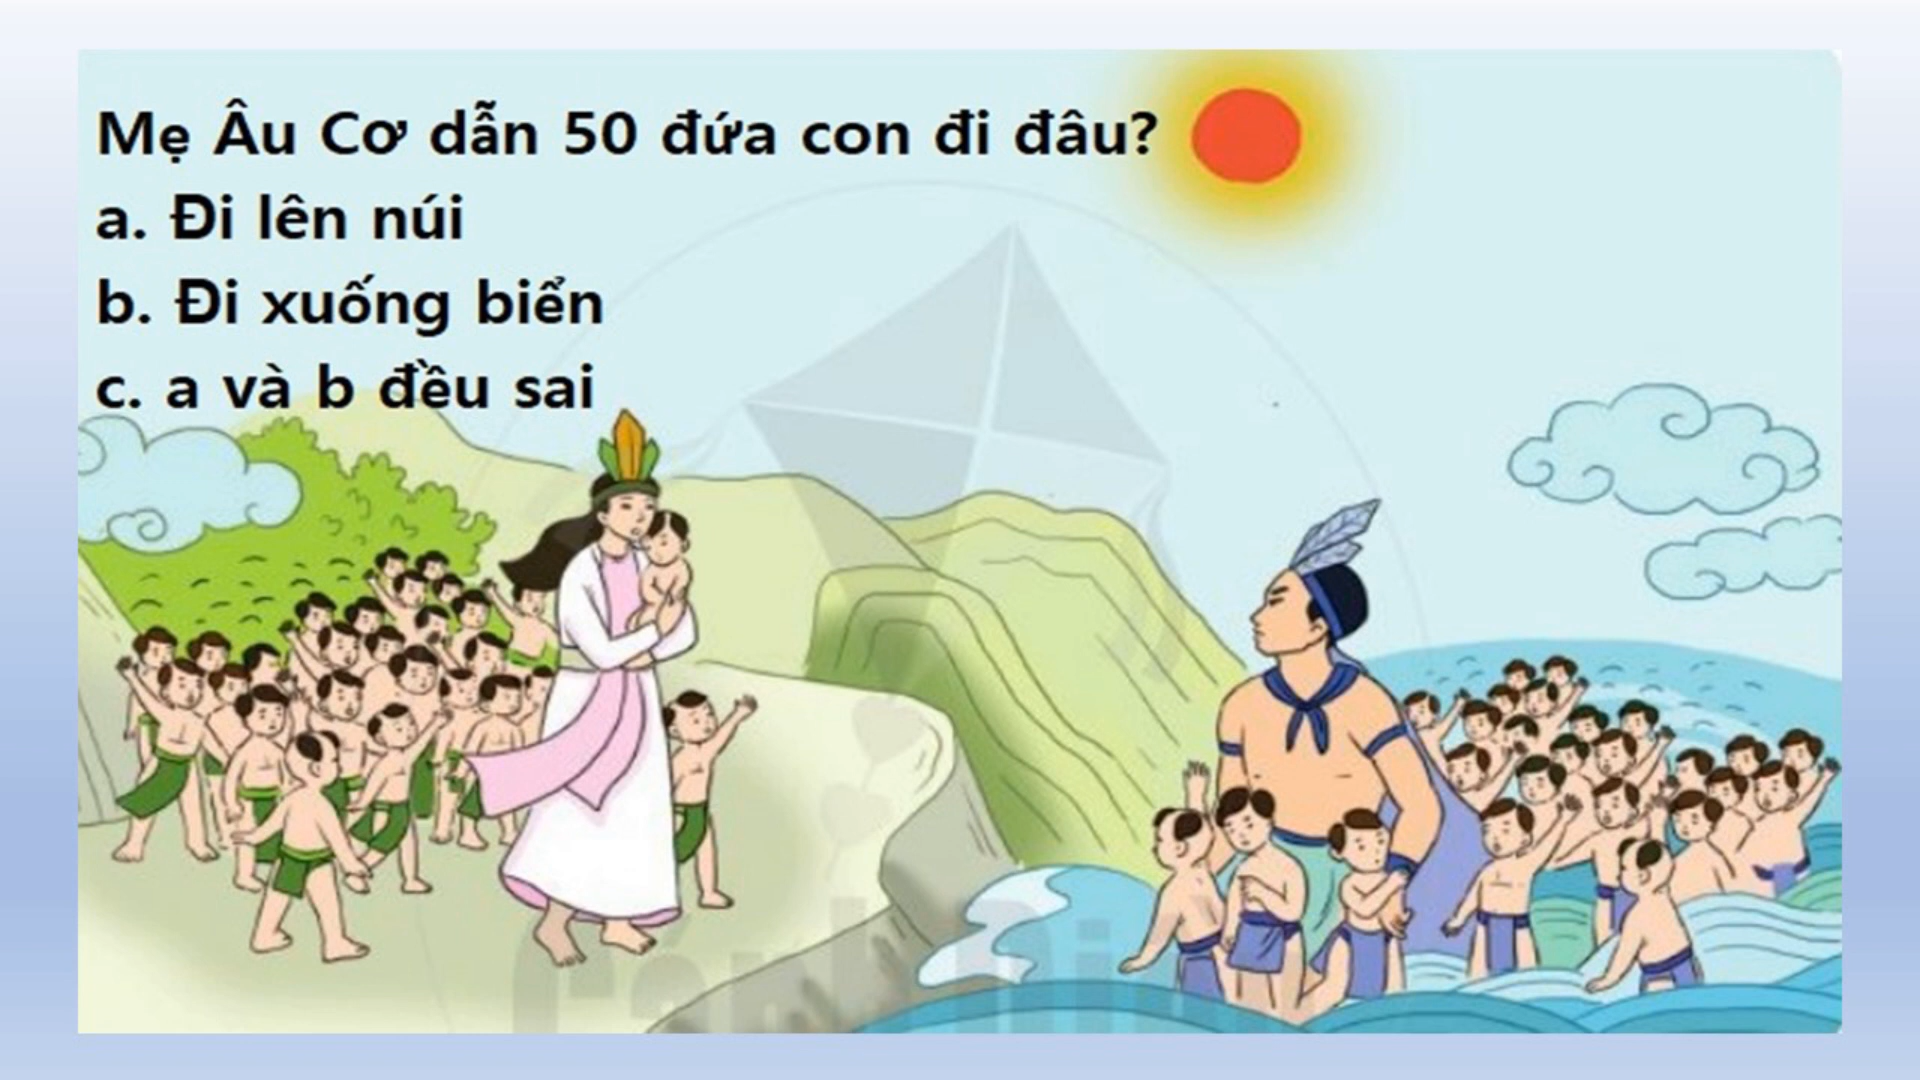 Mẹ Âu Cơ dẫn 50 đứa con đi đâu?
a. Đi lên núi
b. Đi xuống biển
c. a và b đều sai